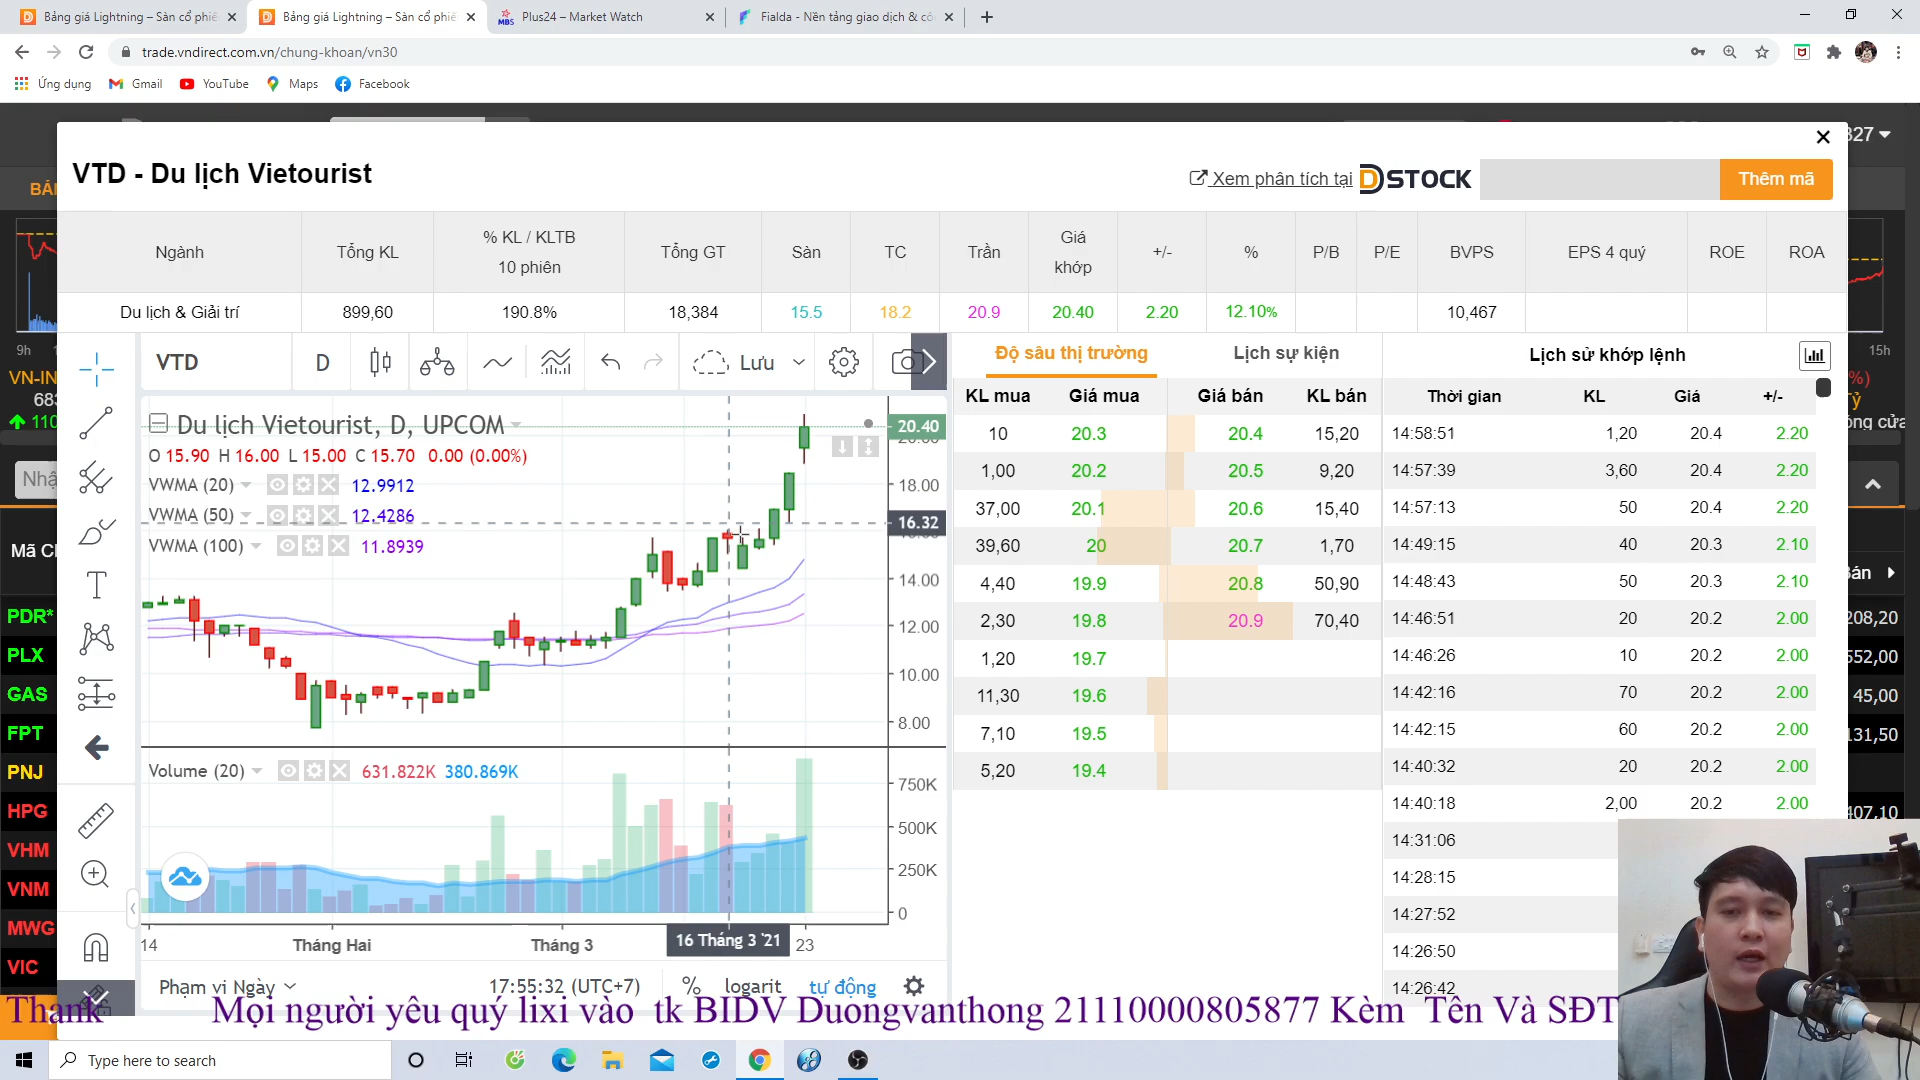 Bảng giá Lightning – Sàn cổ phiế
Bảng giá Lightning – Sàn cổ phiế
MBS Plus24 – Market Watch
Fialda - Nền tảng giao dịch & cô
trade.vndirect.com.vn/chung-khoan/vn30
Ứng dụng Gmail YouTube Maps Facebook
VTD - Du lịch Vietourist
Xem phân tích tại DSTOCK Thêm mã
327
BẢN
Ngành Tổng KL % KL / KLTB 10 phiên Tổng GT Sàn TC Trần Giá khớp +/- % P/B P/E BVPS EPS 4 quý ROE ROA
Du lịch & Giải trí 899,60 190.8% 18,384 15.5 18.2 20.9 20.40 2.20 12.10% 10,467
9h
VN-IN
683
110
Nhậ
Mã C
PDR*
PLX
GAS
FPT
PNJ
HPG
VHM
VNM
MWG
VIC
VTD D Lưu
Du lịch Vietourist, D, UPCOM
O 15.90 H 16.00 L 15.00 C 15.70 0.00 (0.00%)
VWMA (20) 12.9912
VWMA (50) 12.4286
VWMA (100) 11.8939
20.40
18.00
16.32
14.00
12.00
10.00
8.00
Volume (20) 631.822K 380.869K
750K
500K
250K
0
14 Tháng Hai Tháng 3 16 Tháng 3 '21 23
Phạm vi Ngày 17:55:32 (UTC+7) % logarit tự động
Độ sâu thị trường Lịch sự kiện
KL mua Giá mua Giá bán KL bán
10 20.3 20.4 15,20
1,00 20.2 20.5 9,20
37,00 20.1 20.6 15,40
39,60 20 20.7 1,70
4,40 19.9 20.8 50,90
2,30 19.8 20.9 70,40
1,20 19.7
11,30 19.6
7,10 19.5
5,20 19.4
Lịch sử khớp lệnh
Thời gian KL Giá +/-
14:58:51 1,20 20.4 2.20
14:57:39 3,60 20.4 2.20
14:57:13 50 20.4 2.20
14:49:15 40 20.3 2.10
14:48:43 50 20.3 2.10
14:46:51 20 20.2 2.00
14:46:26 10 20.2 2.00
14:42:16 70 20.2 2.00
14:42:15 60 20.2 2.00
14:40:32 20 20.2 2.00
14:40:18 2,00 20.2 2.00
14:31:06
14:28:15
14:27:52
14:26:50
14:26:42
15h
%)
Tỷ
óng cửa
Bán
208,20
552,00
45,00
131,50
407,10
Thank Mọi người yêu quý lixi vào tk BIDV Duongvanthong 21110000805877 Kèm Tên Và SĐT
Type here to search